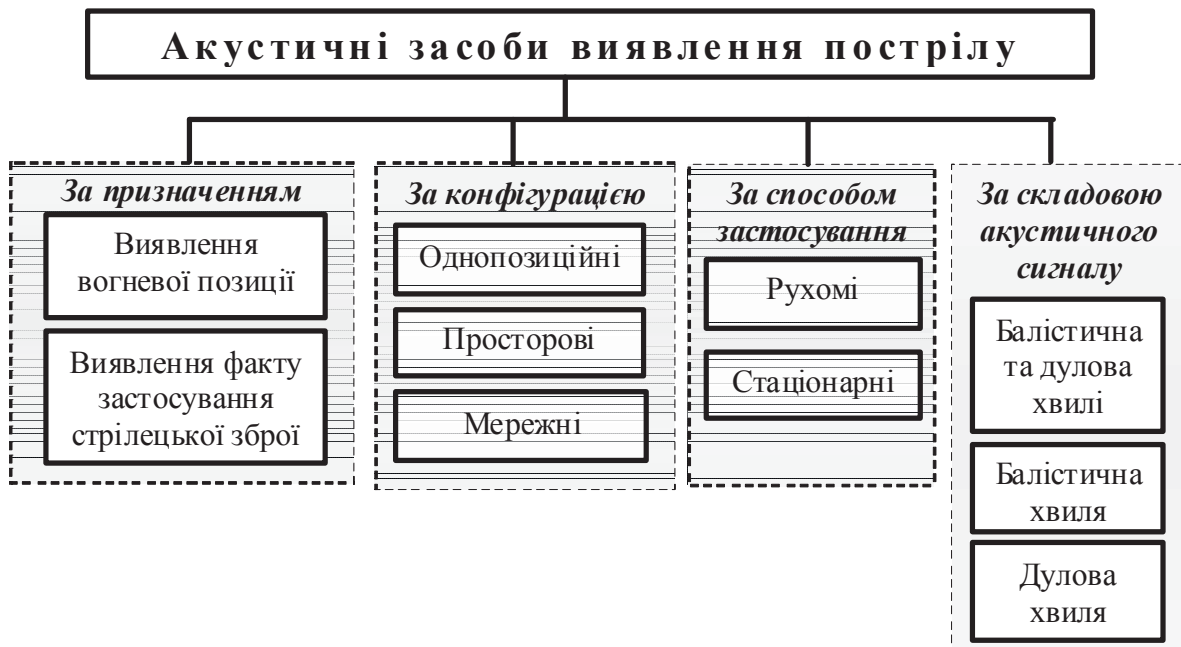 Акустичні засоби виявлення пострілу
За призначенням
Виявлення
вогневої позиції
Виявлення факту
застосування
стрілецької зброї
За конфігурацією
Однопозиційні
Просторові
Мережні
За способом
застосування
Рухомі
Стаціонарні
За складовою
акустичного
сигналу
Балістична
та дулова
хвилі
Балістична
хвиля
Дулова
хвиля